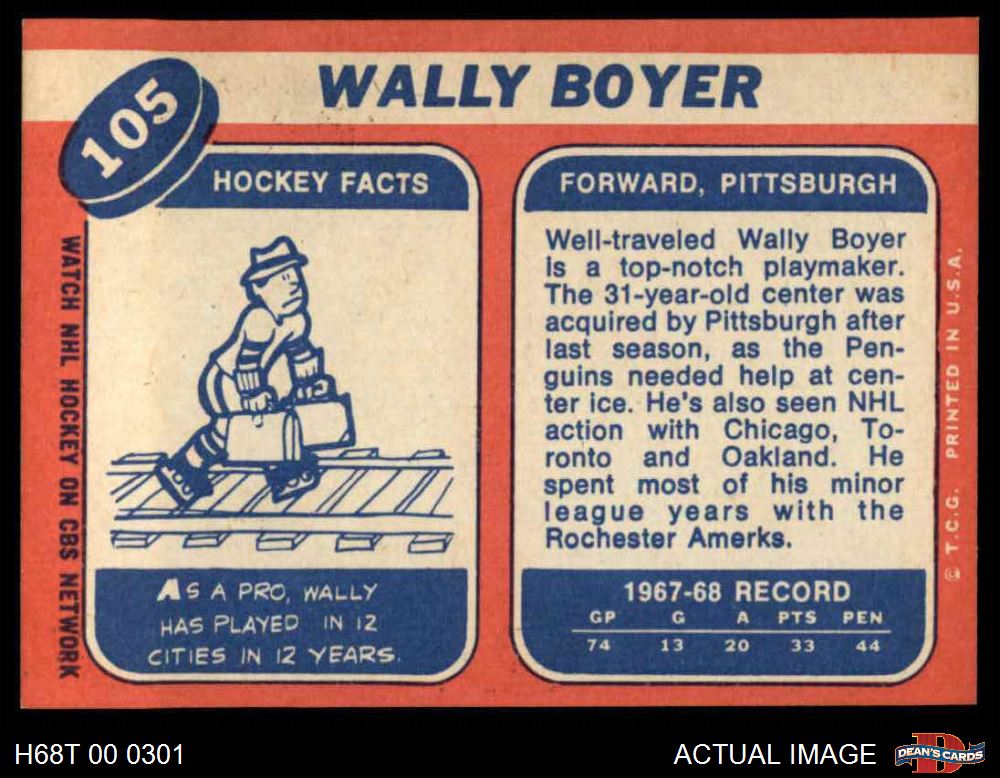 WALLY BOYER
105
HOCKEY FACTS
AS A PRO, WALLY
HAS PLAYED IN 12
CITIES IN 12 YEARS.
WATCH NHL HOCKEY ON CBS NETWORK
FORWARD, PITTSBURGH
Well-traveled Wally Boyer
is a top-notch playmaker.
The 31-year-old center was
acquired by Pittsburgh after
last season, as the Pen-
guins needed help at cen-
ter ice. He's also seen NHL
action with Chicago, To-
ronto and Oakland. He
spent most of his minor
league years with the
Rochester Amerks.
1967-68 RECORD
GP G A PTS PEN
74 13 20 33 44
© T.C.G. PRINTED IN U.S.A.
H68T 00 0301
ACTUAL IMAGE
D
DEAN'S CARDS